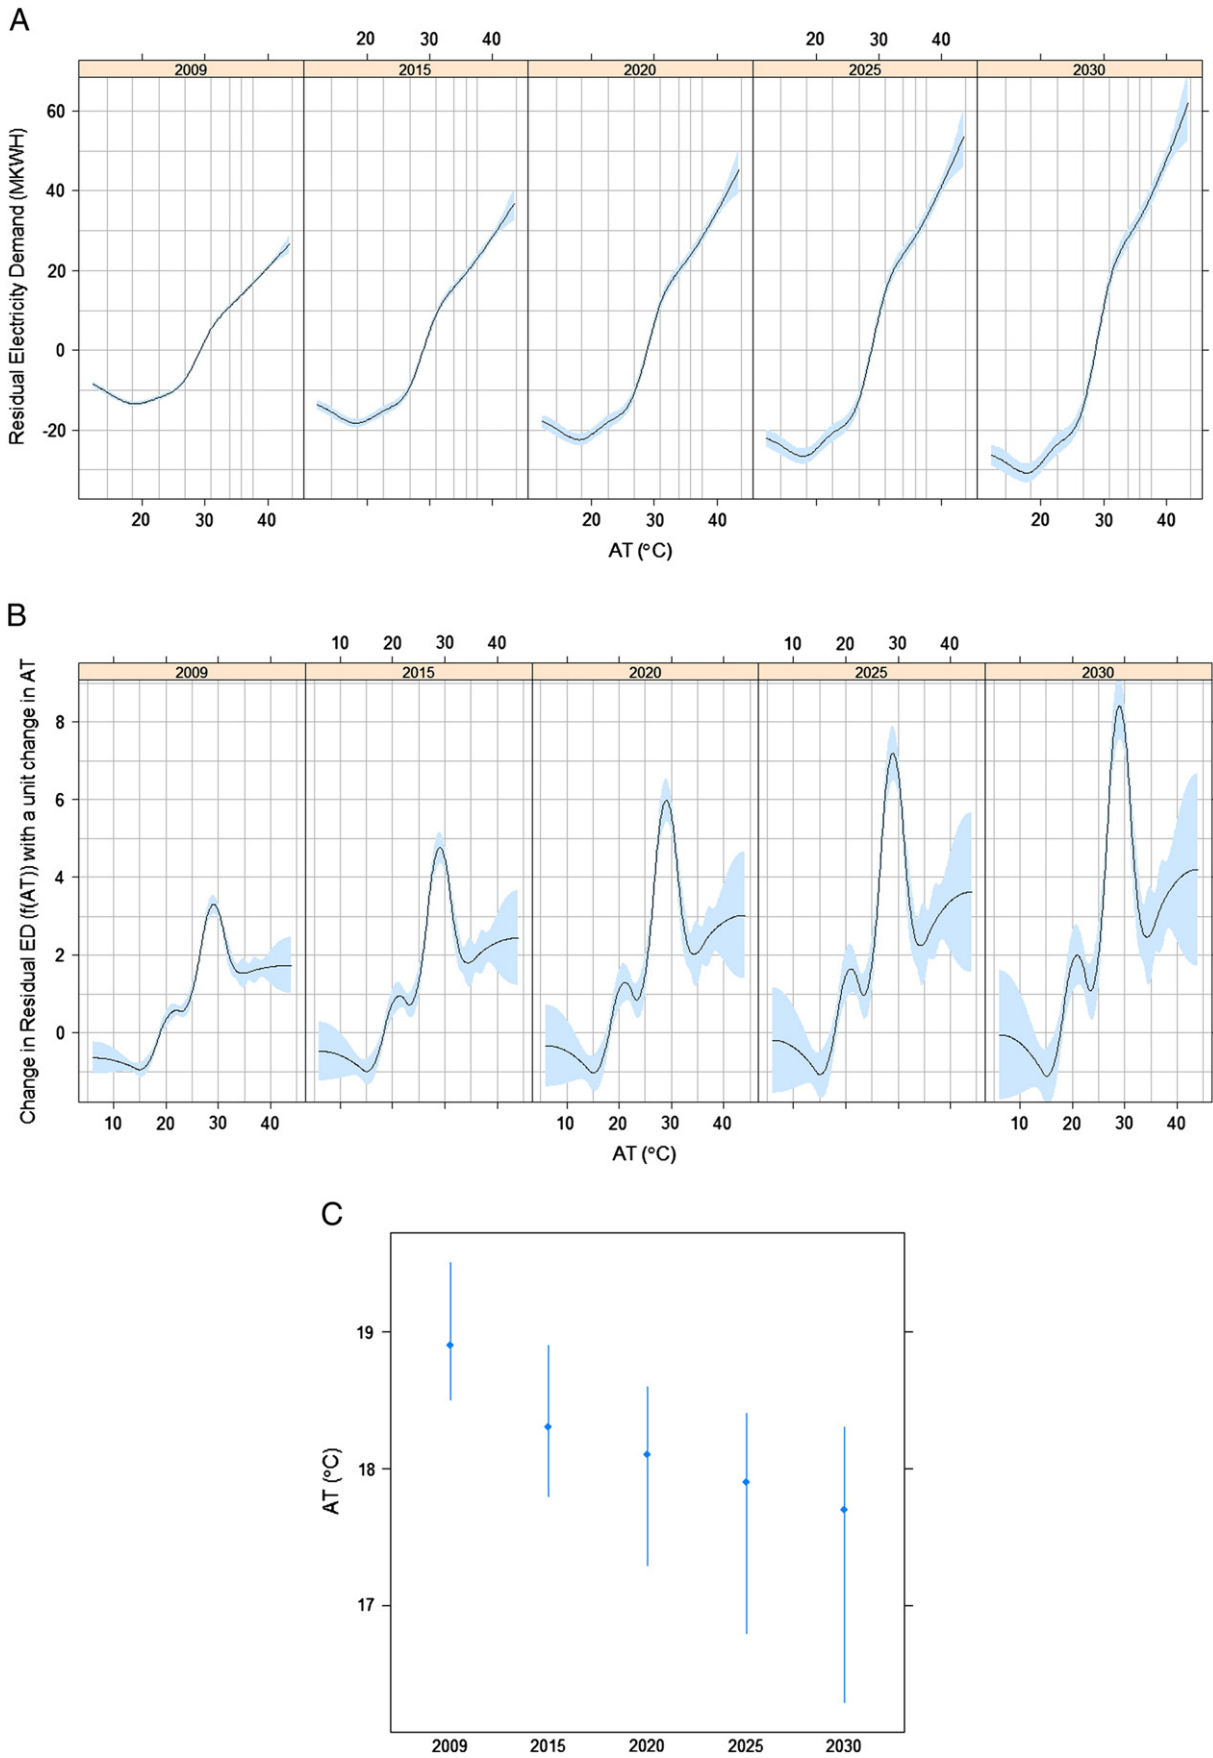 A
20 30 40 20 30 40
2009 2015 2020 2025 2030
Residual Electricity Demand (MKWH)
60
40
20
0
-20
20 30 40 20 30 40 20 30 40
AT (°C)
B
10 20 30 40 10 20 30 40
2009 2015 2020 2025 2030
Change in Residual ED (f(AT)) with a unit change in AT
8
6
4
2
0
10 20 30 40 10 20 30 40 10 20 30 40
AT (°C)
C
AT (°C)
19
18
17
2009 2015 2020 2025 2030